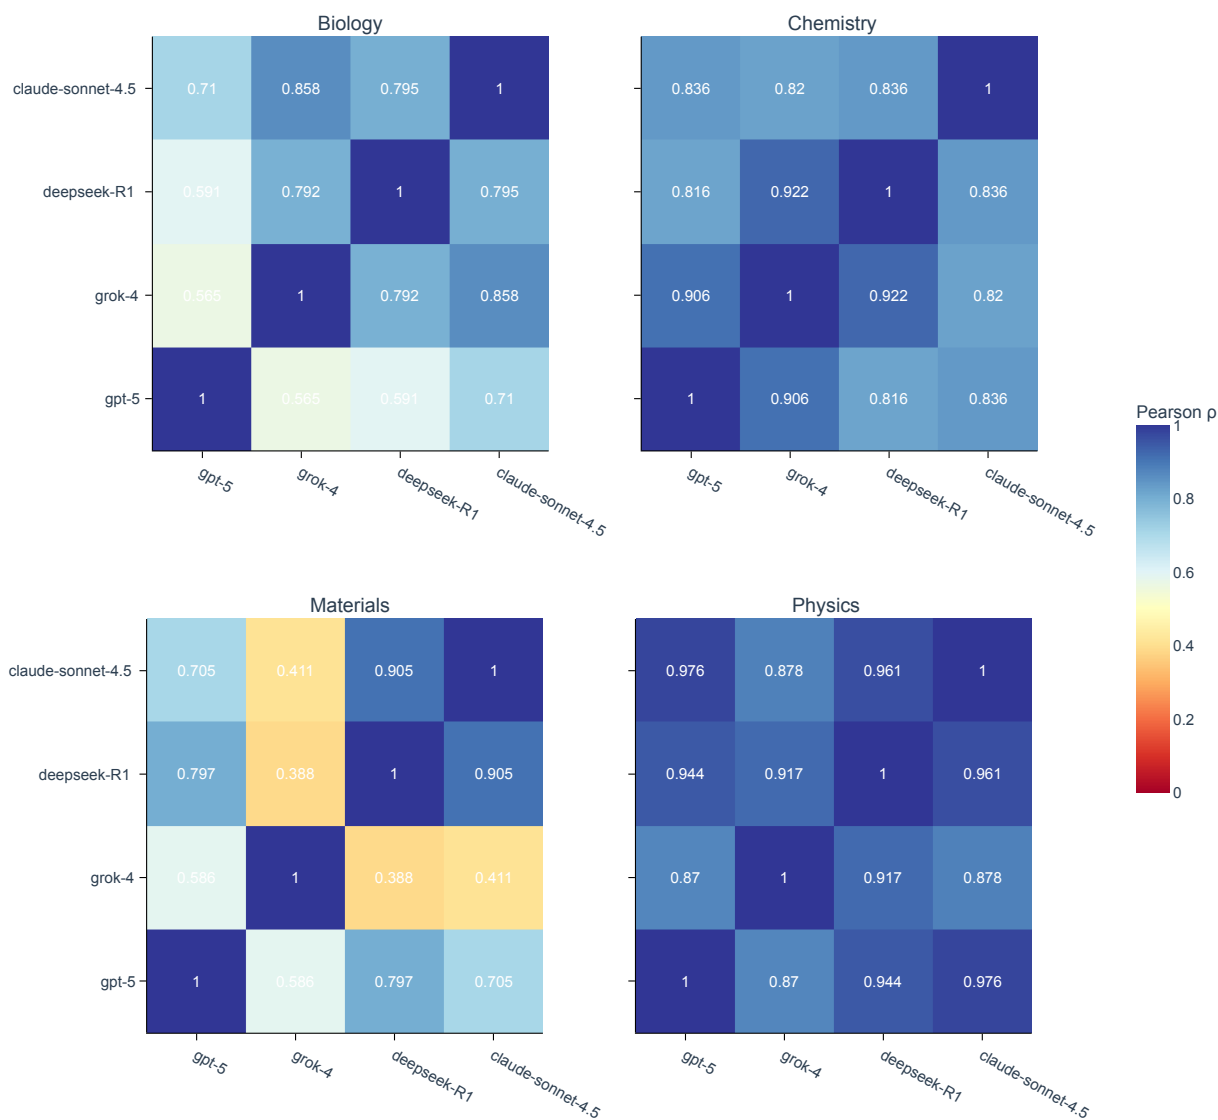 Biology
Chemistry
claude-sonnet-4.5
0.71 0.858 0.795 1
0.836 0.82 0.836 1
deepseek-R1
0.591 0.792 1 0.795
0.816 0.922 1 0.836
grok-4
0.565 1 0.792 0.858
0.906 1 0.922 0.82
gpt-5
1 0.565 0.591 0.71
1 0.906 0.816 0.836
gpt-5 grok-4 deepseek-R1 claude-sonnet-4.5
gpt-5 grok-4 deepseek-R1 claude-sonnet-4.5
Pearson ρ
1
0.8
0.6
0.4
0.2
0
Materials
Physics
claude-sonnet-4.5
0.705 0.411 0.905 1
0.976 0.878 0.961 1
deepseek-R1
0.797 0.388 1 0.905
0.944 0.917 1 0.961
grok-4
0.586 1 0.388 0.411
0.87 1 0.917 0.878
gpt-5
1 0.586 0.797 0.705
1 0.87 0.944 0.976
gpt-5 grok-4 deepseek-R1 claude-sonnet-4.5
gpt-5 grok-4 deepseek-R1 claude-sonnet-4.5